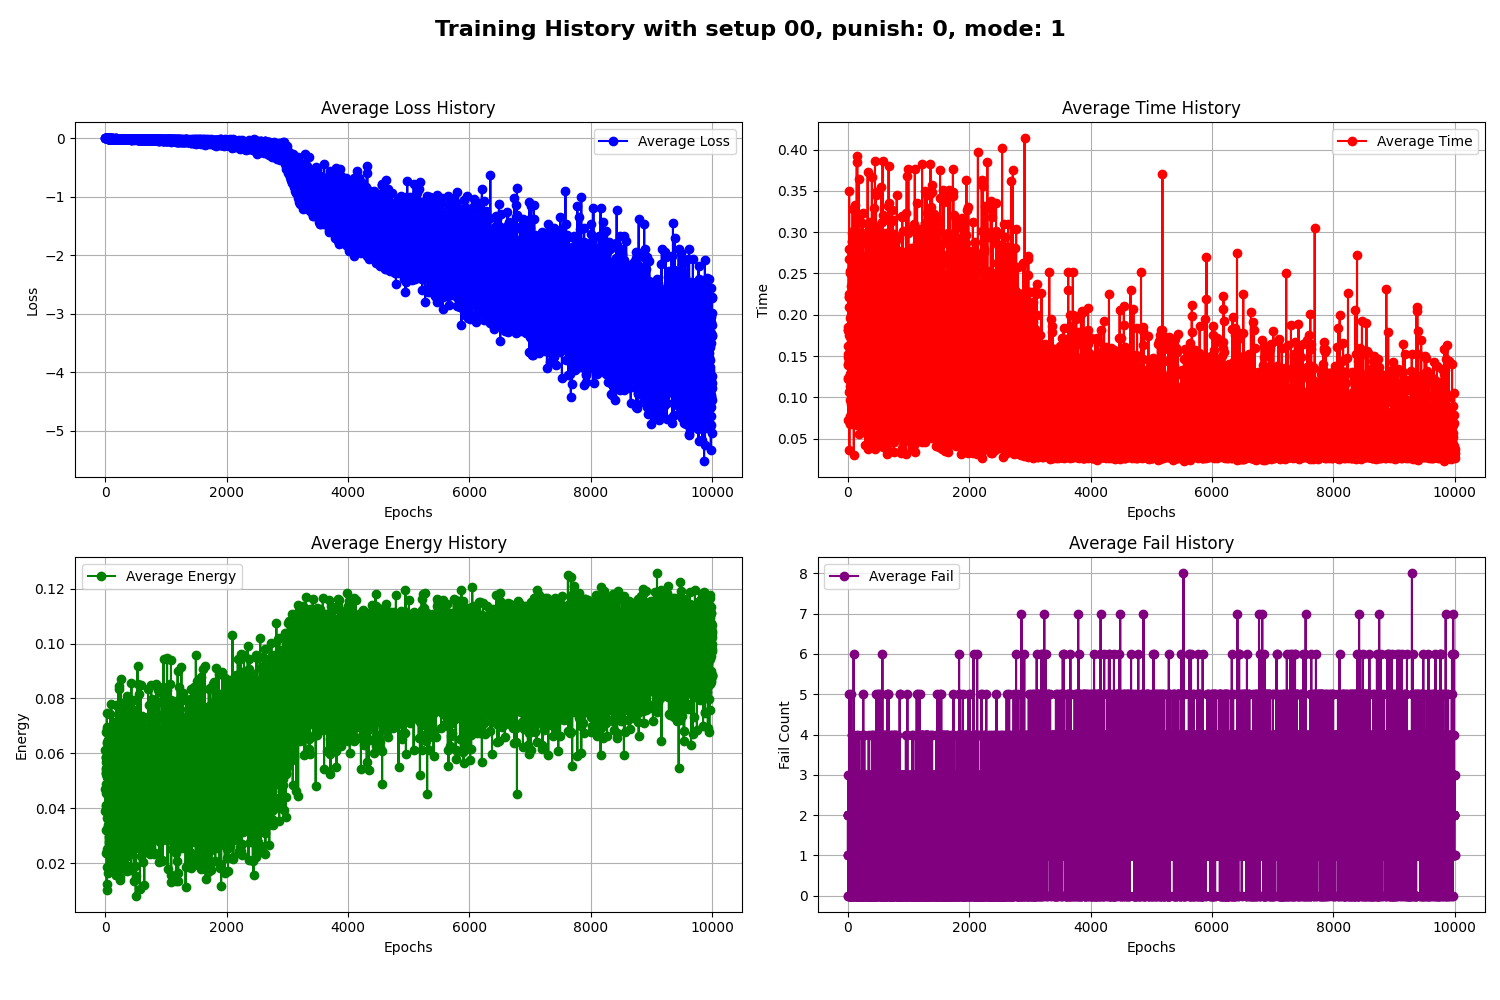 Training History with setup 00, punish: 0, mode: 1
Average Loss History
Average Loss
Loss
0
−1
−2
−3
−4
−5
0 2000 4000 6000 8000 10000
Epochs
Average Time History
Average Time
Time
0.40
0.35
0.30
0.25
0.20
0.15
0.10
0.05
0 2000 4000 6000 8000 10000
Epochs
Average Energy History
Average Energy
Energy
0.12
0.10
0.08
0.06
0.04
0.02
0 2000 4000 6000 8000 10000
Epochs
Average Fail History
Average Fail
Fail Count
8
7
6
5
4
3
2
1
0
0 2000 4000 6000 8000 10000
Epochs